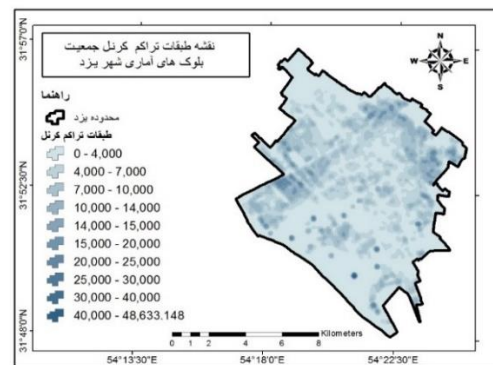 نقشه طبقات تراکم کرنل جمعیت
بلوک های آماری شهر یزد
راهنما
محدوده یزد
طبقات تراکم کرنل
0 - 4,000
4,000 - 7,000
7,000 - 10,000
10,000 - 14,000
14,000 - 15,000
15,000 - 20,000
20,000 - 25,000
25,000 - 30,000
30,000 - 40,000
40,000 - 48,633.148
N
W
E
S
31°57'0"N
31°52'30"N
31°48'0"N
Kilometers
0 1 2 4 6 8
54°13'30"E
54°18'0"E
54°22'30"E